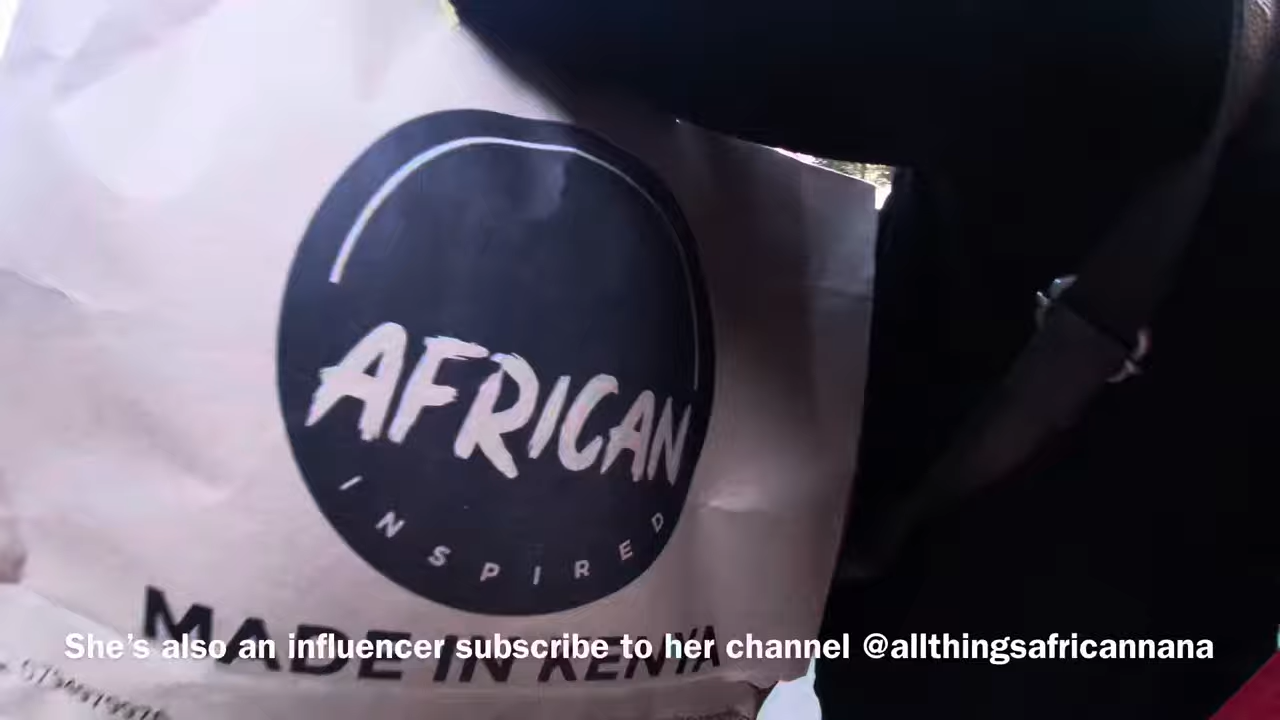 AFRICAN
INSPIRED
MADE IN KENYA
She's also an influencer subscribe to her channel @allthingsafricannana